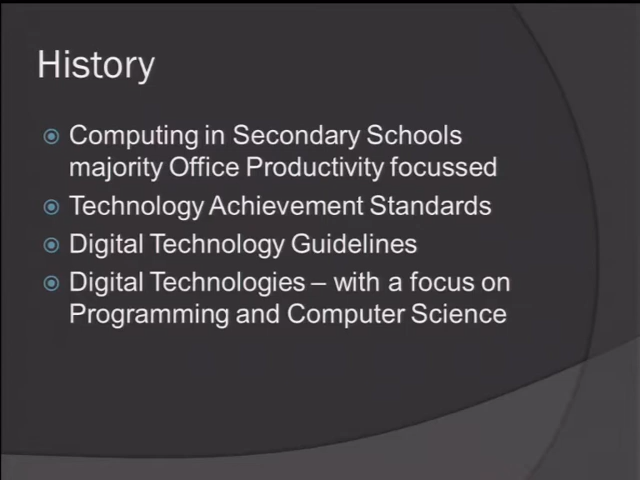 History
Computing in Secondary Schools
majority Office Productivity focussed
Technology Achievement Standards
Digital Technology Guidelines
Digital Technologies – with a focus on
Programming and Computer Science